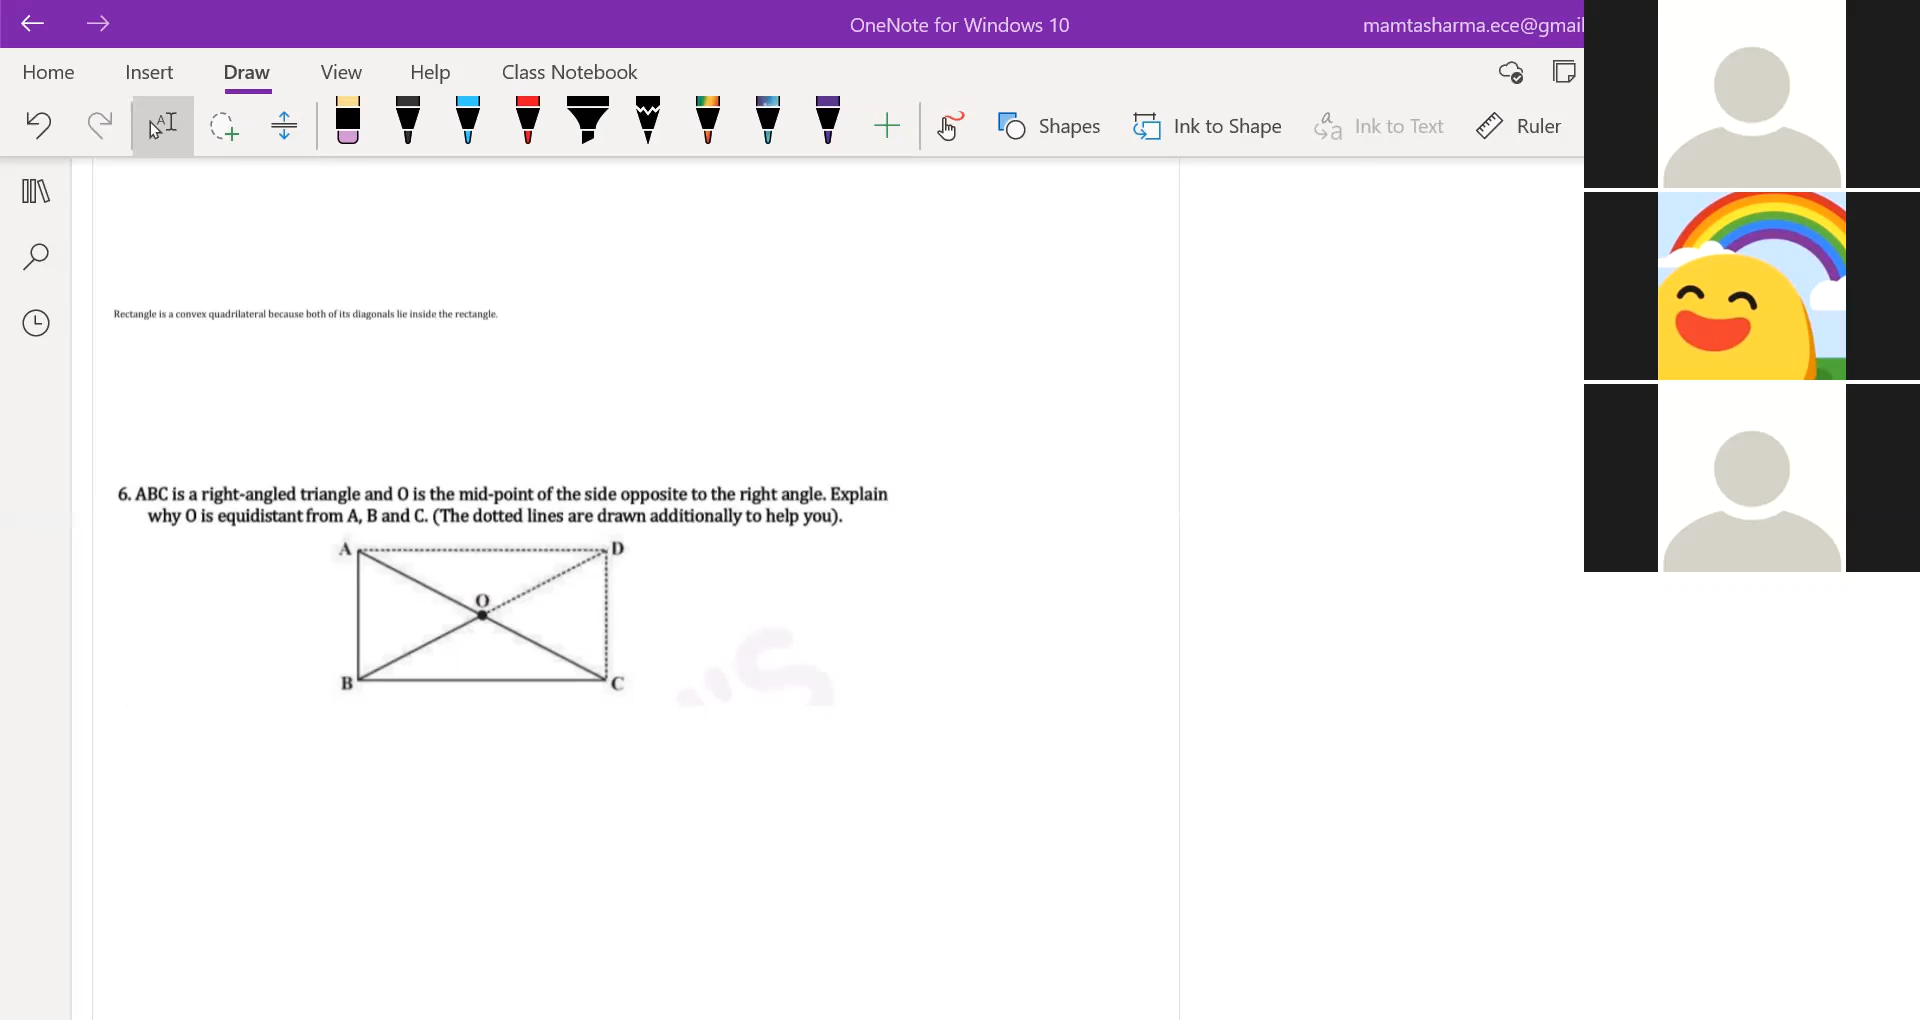 OneNote for Windows 10
mamtasharma.ece@gmail
Home Insert Draw View Help Class Notebook
Shapes Ink to Shape Ink to Text Ruler
Rectangle is a convex quadrilateral because both of its diagonals lie inside the rectangle.
6. ABC is a right-angled triangle and O is the mid-point of the side opposite to the right angle. Explain
why O is equidistant from A, B and C. (The dotted lines are drawn additionally to help you).
A D
O
B C